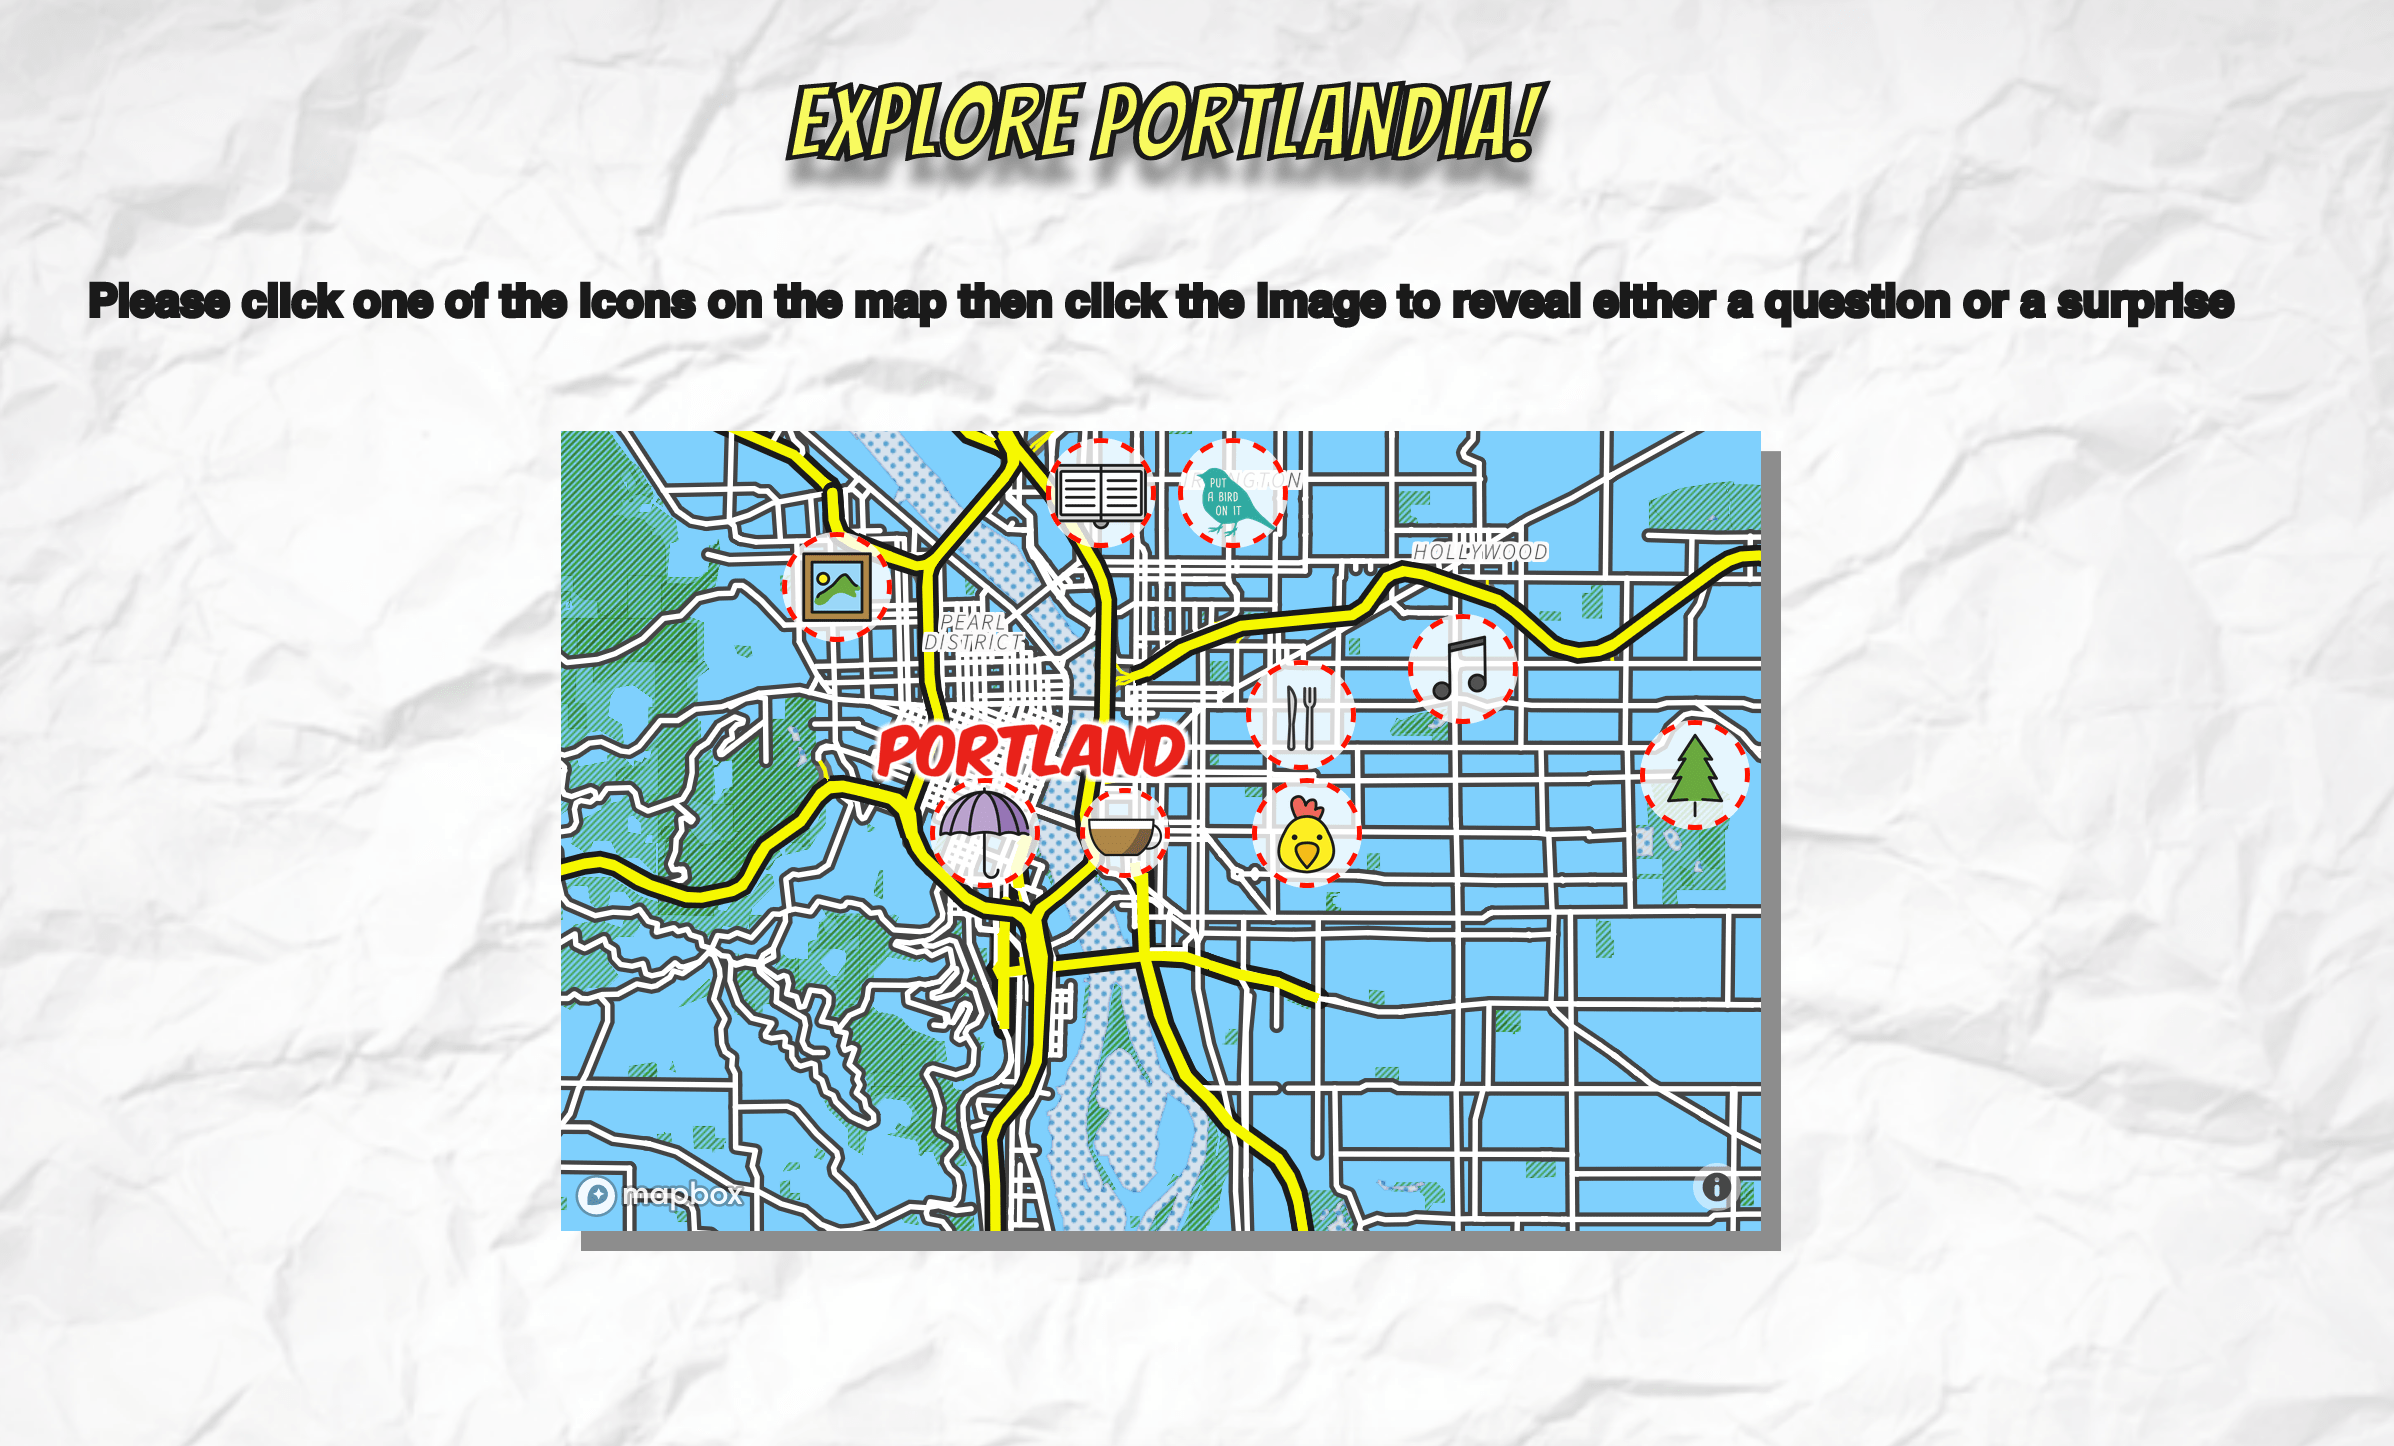 EXPLORE PORTLANDIA!
Please click one of the icons on the map then click the image to reveal either a question or a surprise
PUT
A BIRD
ON IT
HOLLYWOOD
PEARL
DISTRICT
PORTLAND
mapbox